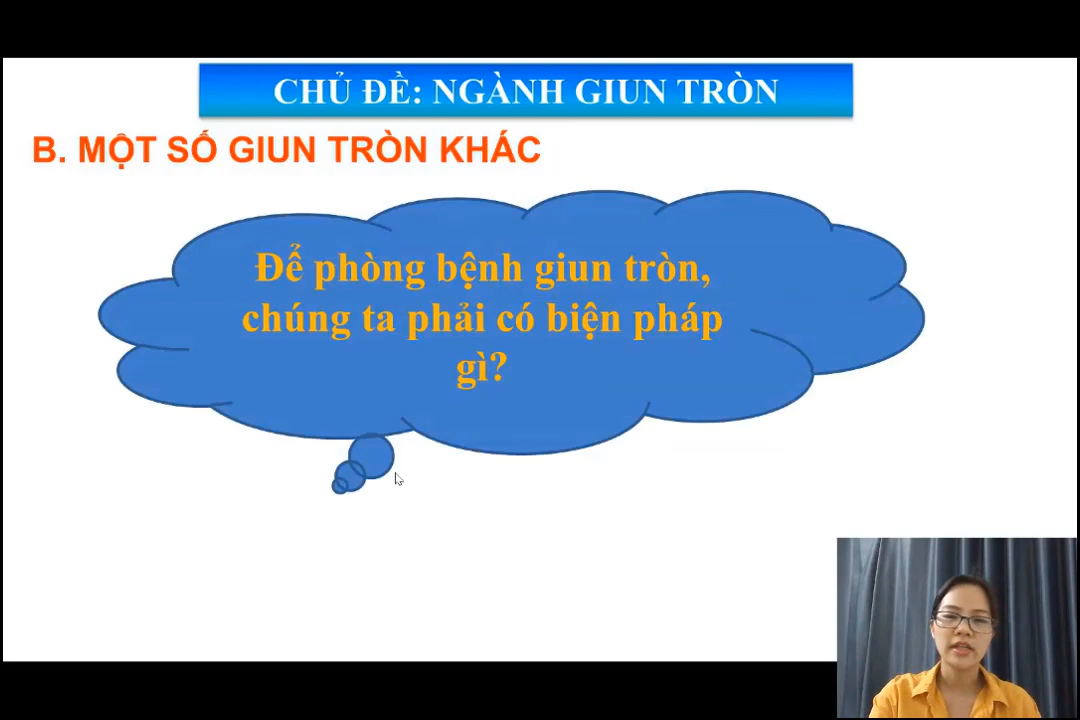 CHỦ ĐỀ: NGÀNH GIUN TRÒN
B. MỘT SỐ GIUN TRÒN KHÁC
Để phòng bệnh giun tròn,
chúng ta phải có biện pháp
gì?